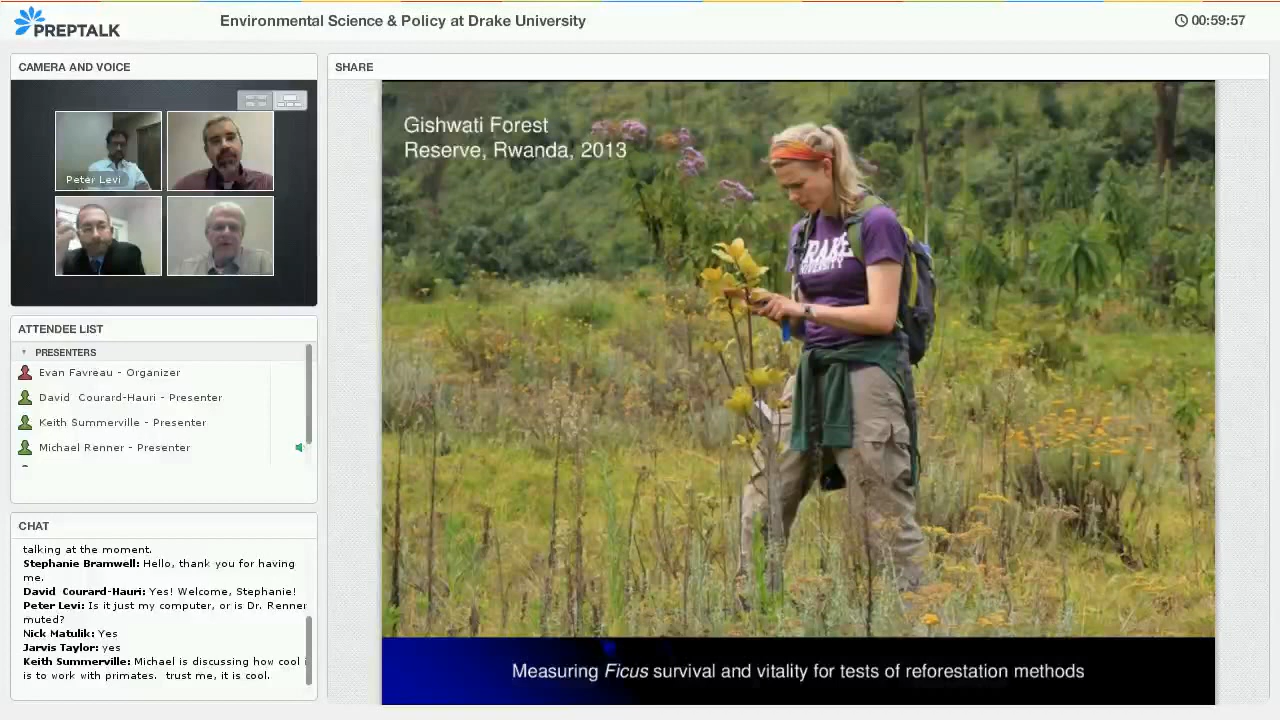 PREPTALK
Environmental Science & Policy at Drake University
00:59:57
CAMERA AND VOICE
Peter Levi
ATTENDEE LIST
PRESENTERS
Evan Favreau - Organizer
David Courard-Hauri - Presenter
Keith Summerville - Presenter
Michael Renner - Presenter
CHAT
talking at the moment.
Stephanie Bramwell: Hello, thank you for having
me.
David Courard-Hauri: Yes! Welcome, Stephanie!
Peter Levi: Is it just my computer, or is Dr. Renner
muted?
Nick Matulik: Yes
Jarvis Taylor: yes
Keith Summerville: Michael is discussing how cool
is to work with primates. trust me, it is cool.
SHARE
Gishwati Forest
Reserve, Rwanda, 2013
DRAKE
UNIVERSITY
Measuring Ficus survival and vitality for tests of reforestation methods